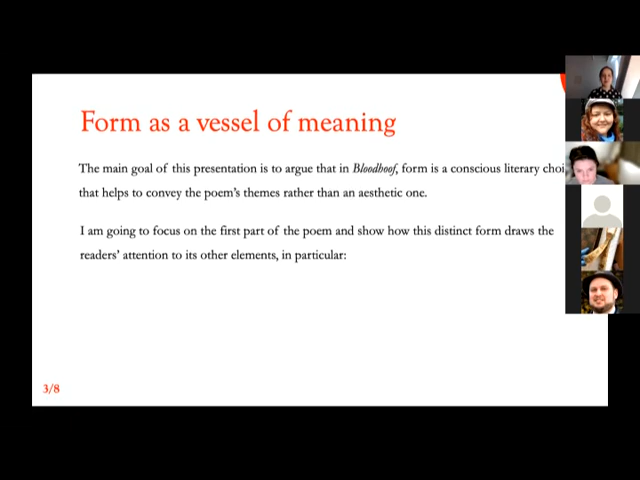 Form as a vessel of meaning
The main goal of this presentation is to argue that in Bloodhoof, form is a conscious literary choi
that helps to convey the poem's themes rather than an aesthetic one.
I am going to focus on the first part of the poem and show how this distinct form draws the
readers' attention to its other elements, in particular:
3/8